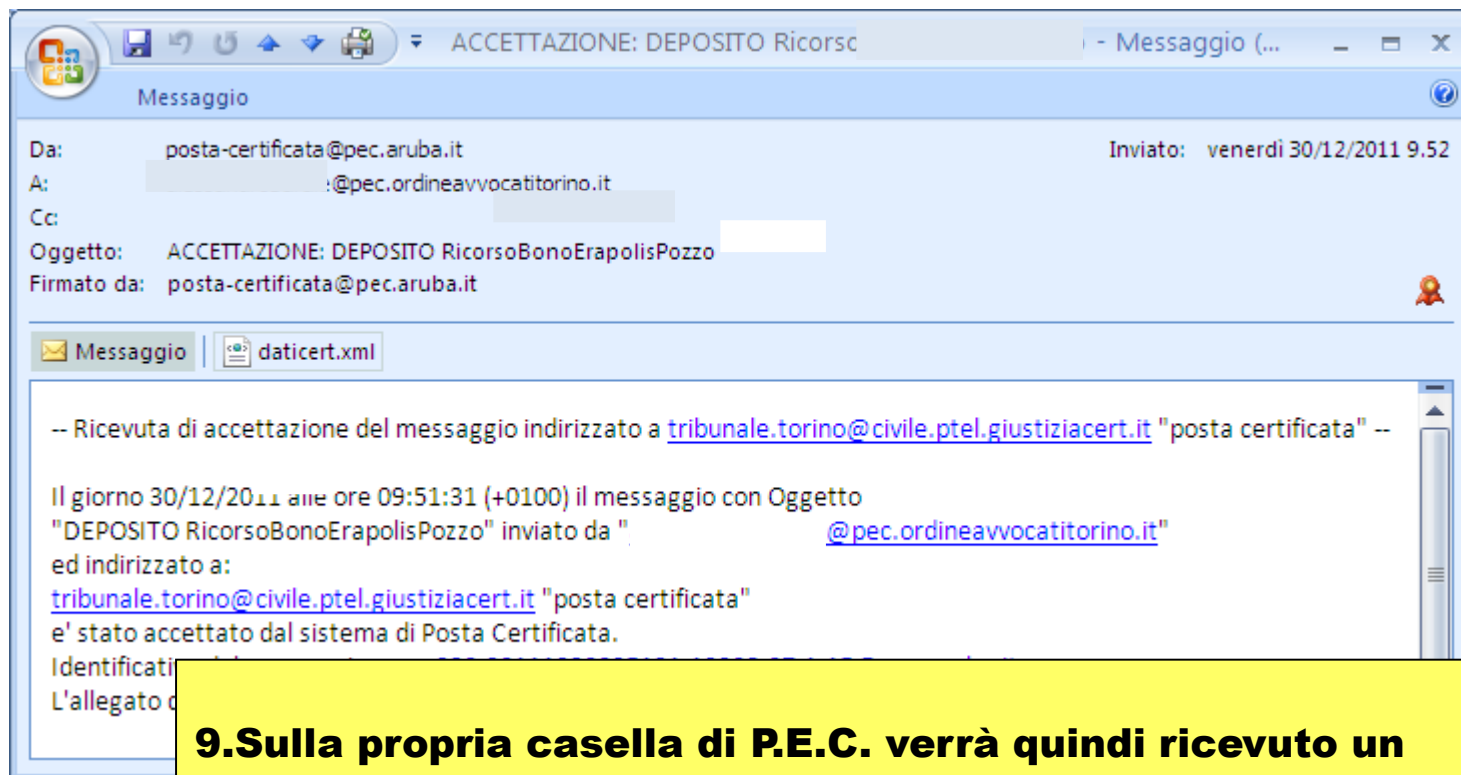 ACCETTAZIONE: DEPOSITO Ricorso - Messaggio (...
Messaggio
Da: posta-certificata@pec.aruba.it Inviato: venerdì 30/12/2011 9.52
A: @pec.ordineavvocatitorino.it
Cc:
Oggetto: ACCETTAZIONE: DEPOSITO RicorsoBonoErapolisPozzo
Firmato da: posta-certificata@pec.aruba.it
Messaggio daticert.xml
-- Ricevuta di accettazione del messaggio indirizzato a tribunale.torino@civile.ptel.giustiziacert.it "posta certificata" --
Il giorno 30/12/2011 alle ore 09:51:31 (+0100) il messaggio con Oggetto
"DEPOSITO RicorsoBonoErapolisPozzo" inviato da " @pec.ordineavvocatitorino.it"
ed indirizzato a:
tribunale.torino@civile.ptel.giustiziacert.it "posta certificata"
e' stato accettato dal sistema di Posta Certificata.
L'allegato
9.Sulla propria casella di P.E.C. verrà quindi ricevuto un